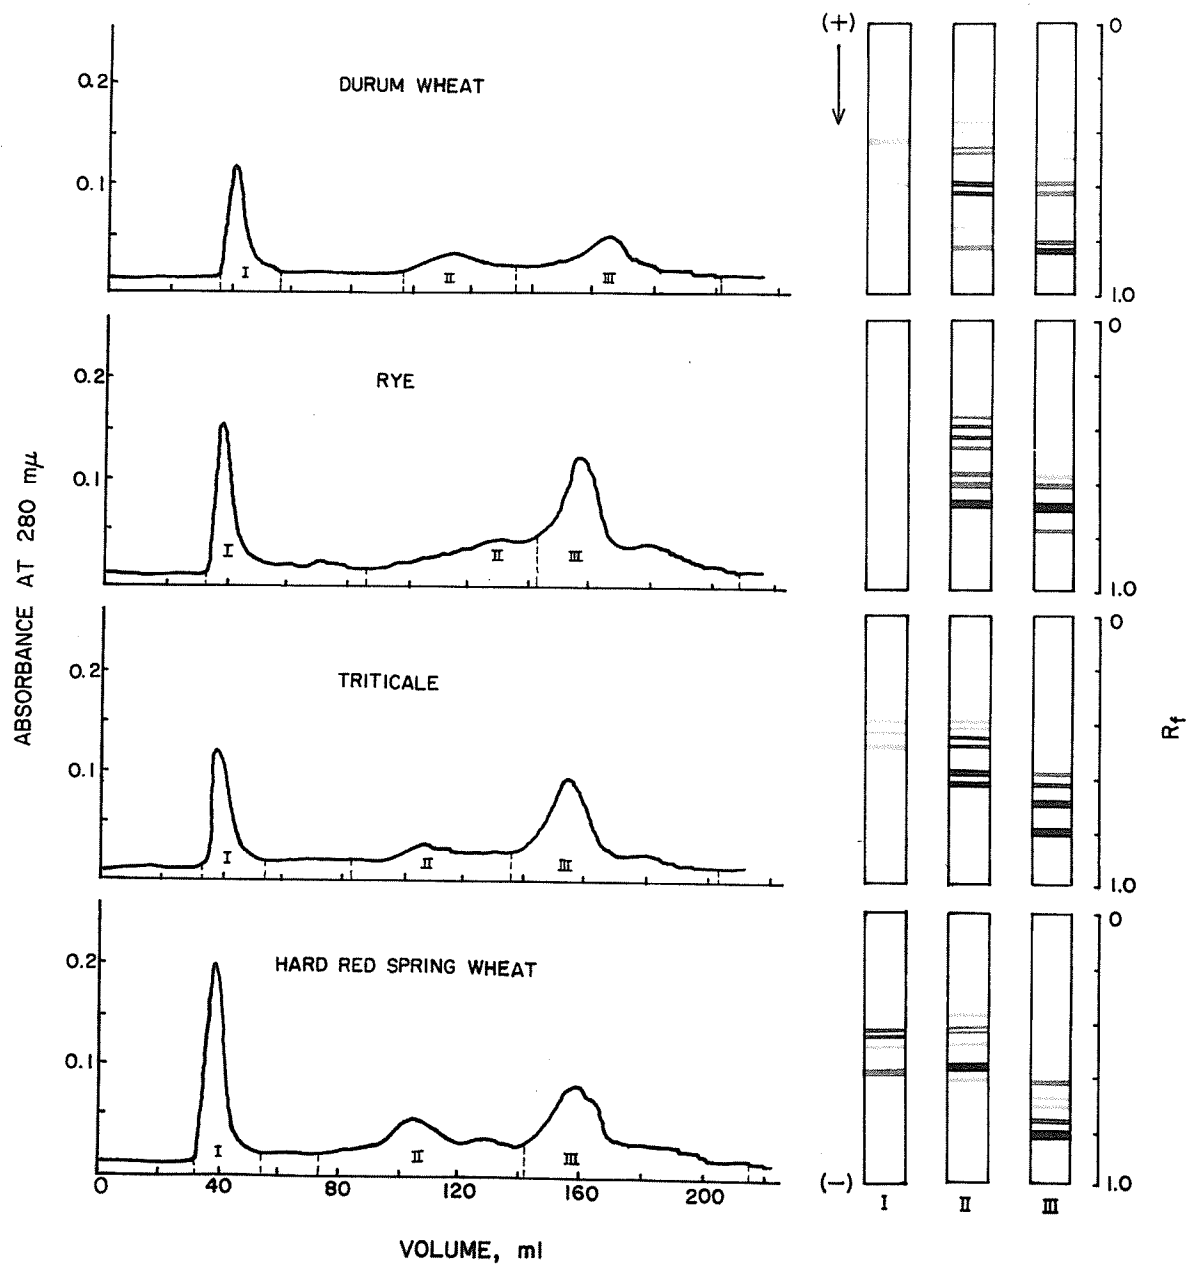 ABSORBANCE AT 280 mμ
DURUM WHEAT
0.2
0.1
I
II
III
RYE
0.2
0.1
I
II
III
TRITICALE
0.2
0.1
I
II
III
HARD RED SPRING WHEAT
0.2
0.1
I
II
III
0 40 80 120 160 200
VOLUME, ml
(+)
0
1.0
0
1.0
0
1.0
0
1.0
(-)
I II III
Rf